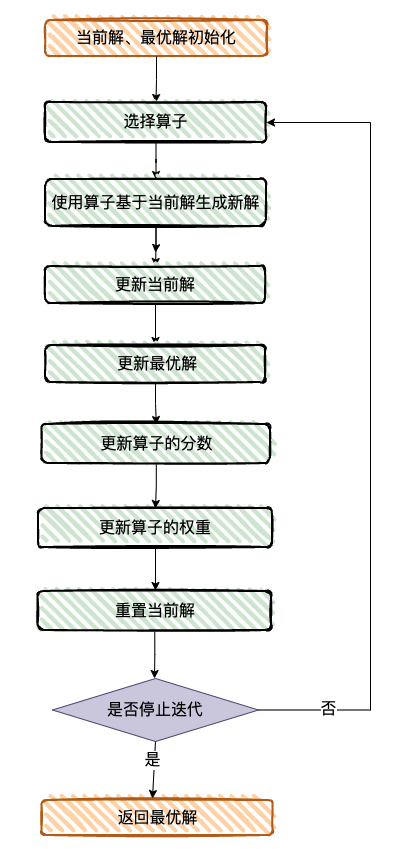 当前解、最优解初始化
选择算子
使用算子基于当前解生成新解
更新当前解
更新最优解
更新算子的分数
更新算子的权重
重置当前解
是否停止迭代
否
是
返回最优解